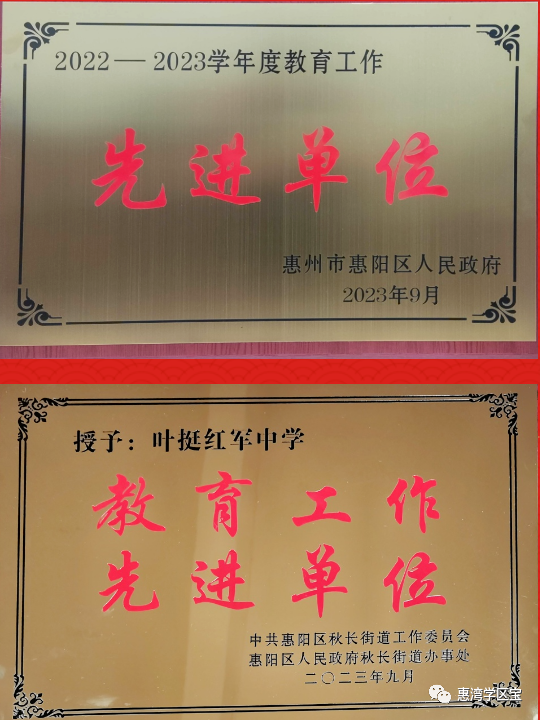 2022—2023学年度教育工作
先进单位
惠州市惠阳区人民政府
2023年9月
授予：叶挺红军中学
教育工作
先进单位
中共惠阳区秋长街道工作委员会
惠阳区人民政府秋长街道办事处
二〇二三年九月
惠湾学区宝